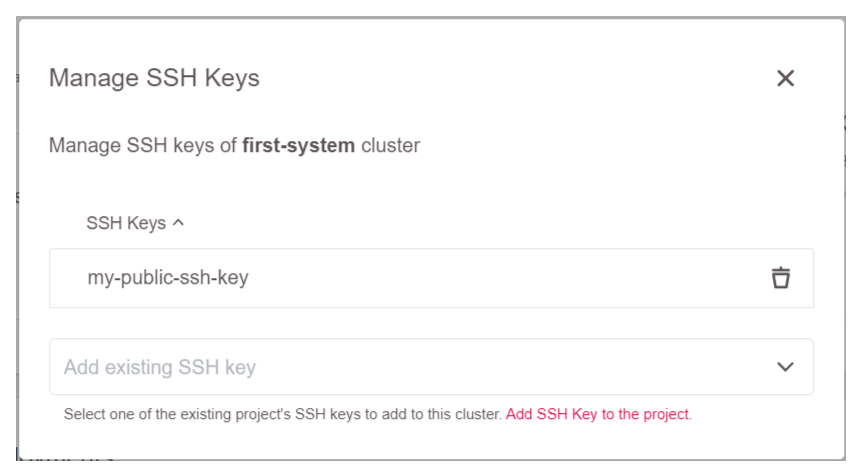 Manage SSH Keys
Manage SSH keys of first-system cluster
SSH Keys
my-public-ssh-key
Add existing SSH key
Select one of the existing project's SSH keys to add to this cluster. Add SSH Key to the project.